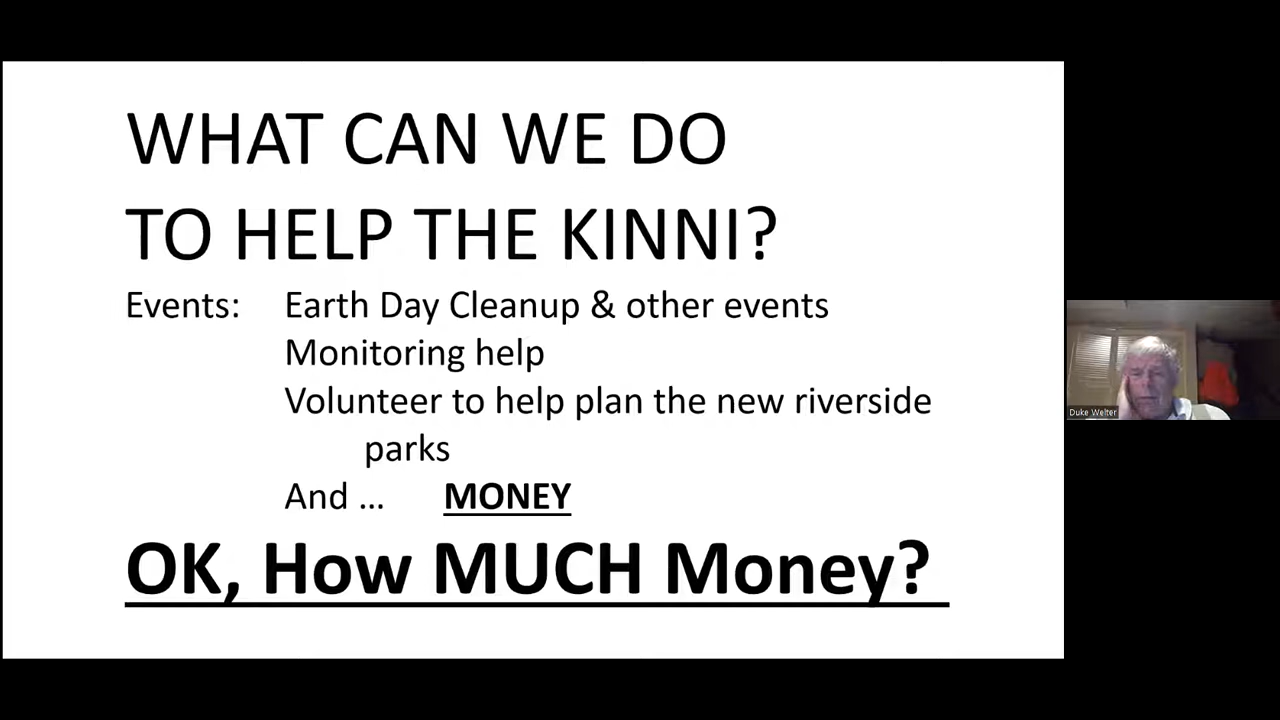 WHAT CAN WE DO
TO HELP THE KINNI?
Events: Earth Day Cleanup & other events
Monitoring help
Volunteer to help plan the new riverside
parks
And … MONEY
OK, How MUCH Money?
Duke Welter